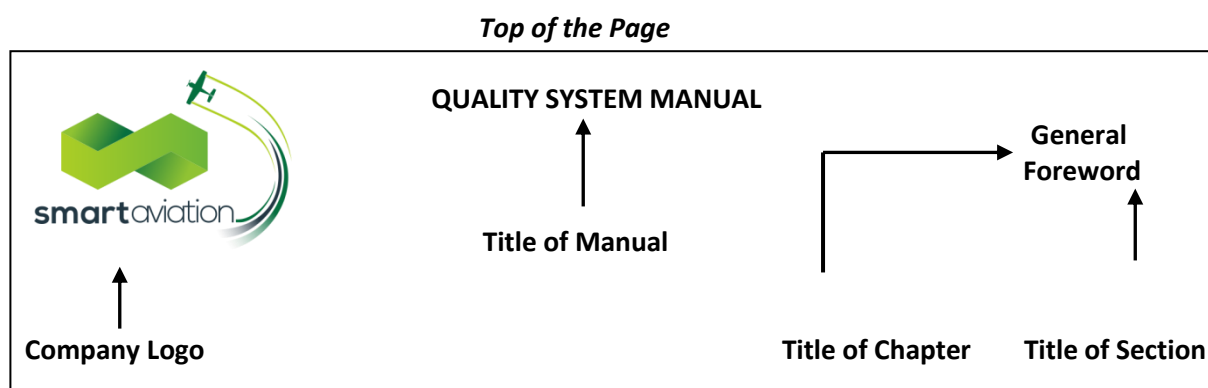 Top of the Page
QUALITY SYSTEM MANUAL
General
Foreword
smartaviation
Title of Manual
Company Logo
Title of Chapter
Title of Section